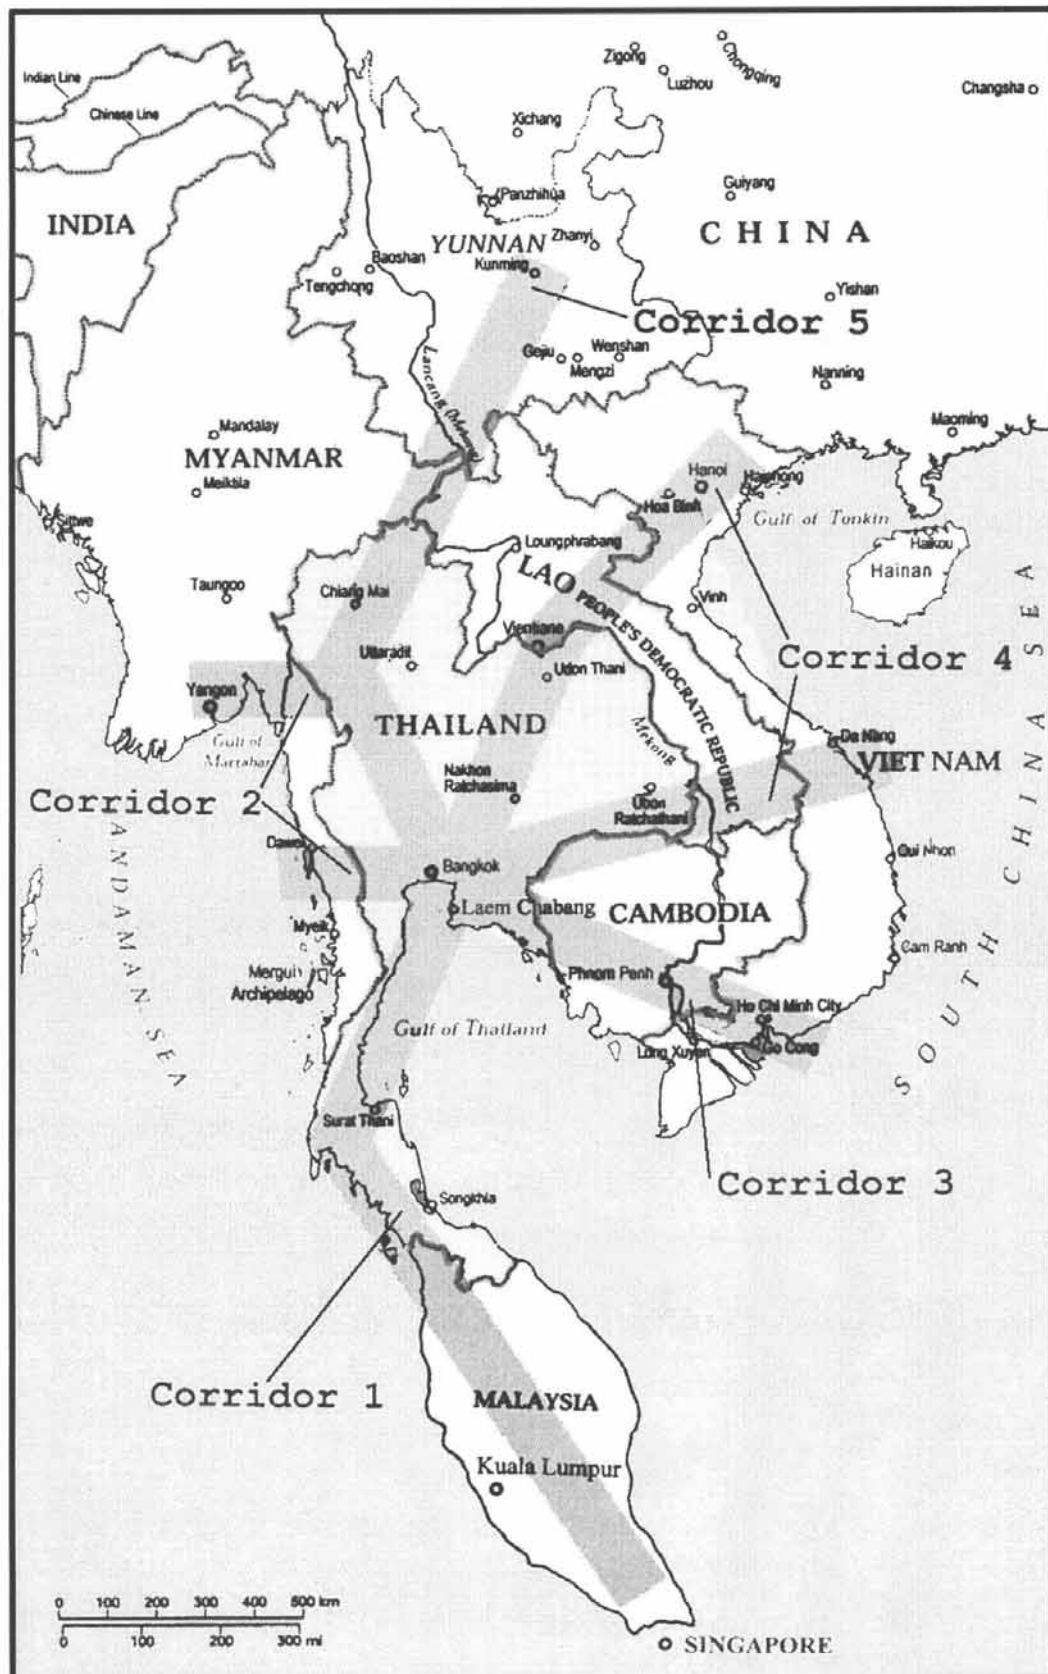 Zigong
Chongqing
Luzhou
Changsha
Indian Line
Chinese Line
Xichang
Panzhihua
Guiyang
INDIA
YUNNAN
Zhanyi
CHINA
Baoshan
Kunming
Tengchong
Yishan
Corridor 5
Gejiu
Wenshan
Mengzi
Lancang (Mekong)
Nanning
Mandalay
Maoming
MYANMAR
Meiktila
Hanoi
Haiphong
Hoa Binh
Gulf of Tonkin
Sittwe
Loungphrabang
Haikou
Hainan
LAO PEOPLE'S DEMOCRATIC REPUBLIC
Taungoo
Chiang Mai
Vinh
Vientiane
Uttaradit
Udon Thani
Corridor 4
Yangon
THAILAND
Mekong
Gulf of
Martaban
Da Nang
VIET NAM
Nakhon
Ratchasima
Corridor 2
Ubon
Ratchathani
Dawei
Qui Nhon
Bangkok
Laem Chabang
CAMBODIA
ANDAMAN SEA
SOUTH CHINA SEA
Myeik
Cam Ranh
Mergui
Archipelago
Phnom Penh
Ho Chi Minh City
Gulf of Thailand
Long Xuyen
Go Cong
Surat Thani
Corridor 3
Songkhla
Corridor 1
MALAYSIA
Kuala Lumpur
0 100 200 300 400 500 km
0 100 200 300 mi
SINGAPORE